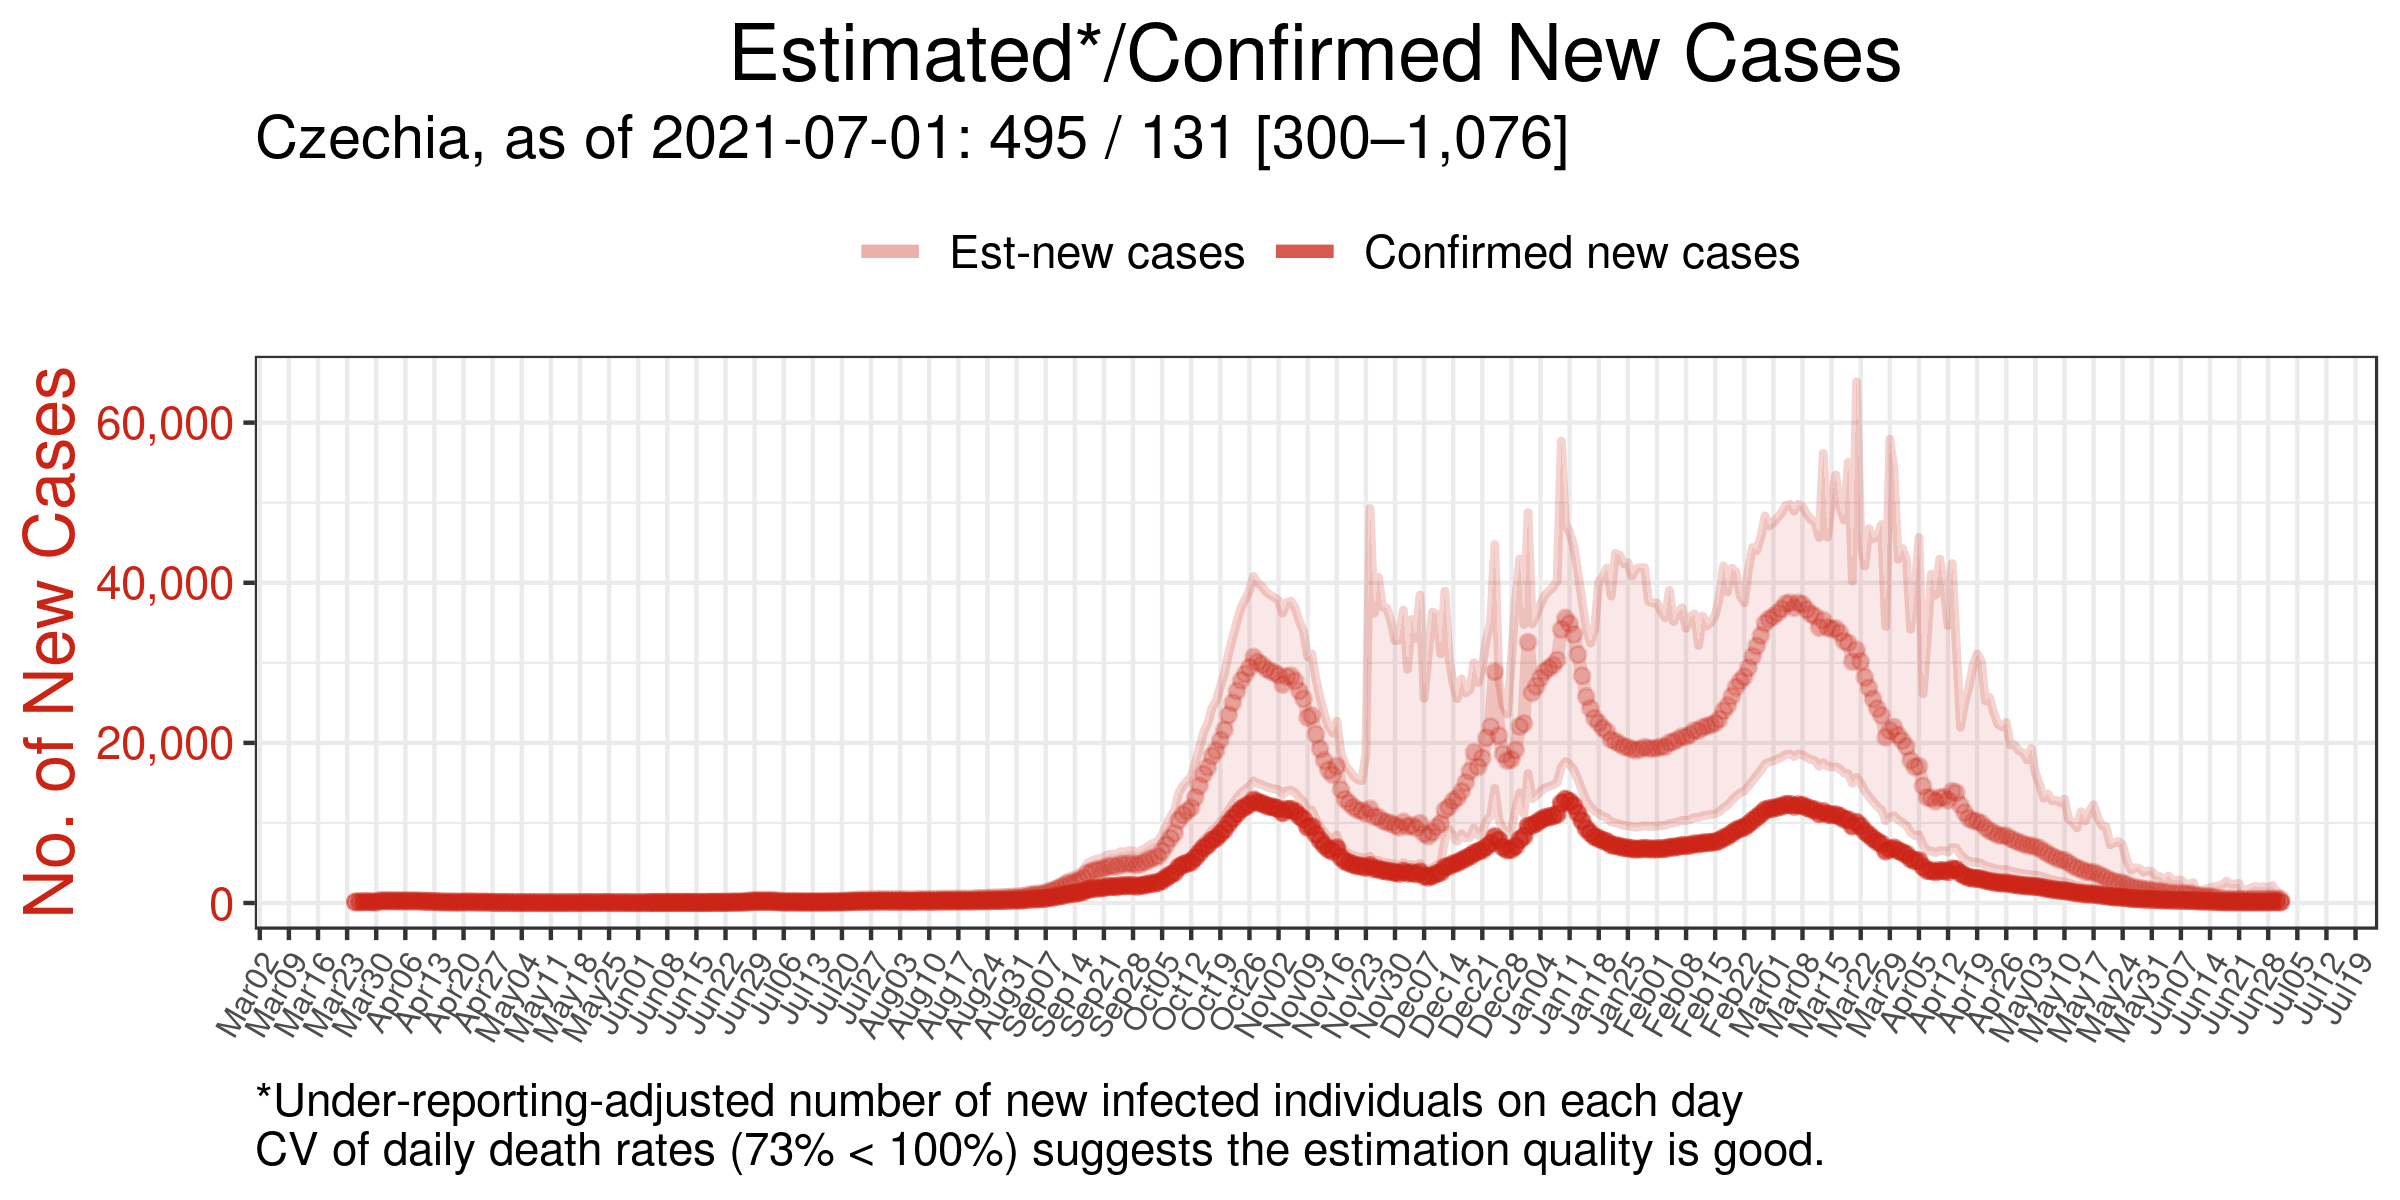 Estimated*/Confirmed New Cases
Czechia, as of 2021-07-01: 495 / 131 [300–1,076]
Est-new cases
Confirmed new cases
No. of New Cases
60,000
40,000
20,000
0
Mar02
Mar09
Mar16
Mar23
Mar30
Apr06
Apr13
Apr20
Apr27
May04
May11
May18
May25
Jun01
Jun08
Jun15
Jun22
Jun29
Jul06
Jul13
Jul20
Jul27
Aug03
Aug10
Aug17
Aug24
Aug31
Sep07
Sep14
Sep21
Sep28
Oct05
Oct12
Oct19
Oct26
Nov02
Nov09
Nov16
Nov23
Nov30
Dec07
Dec14
Dec21
Dec28
Jan04
Jan11
Jan18
Jan25
Feb01
Feb08
Feb15
Feb22
Mar01
Mar08
Mar15
Mar22
Mar29
Apr05
Apr12
Apr19
Apr26
May03
May10
May17
May24
May31
Jun07
Jun14
Jun21
Jun28
Jul05
Jul12
Jul19
*Under-reporting-adjusted number of new infected individuals on each day
CV of daily death rates (73% < 100%) suggests the estimation quality is good.